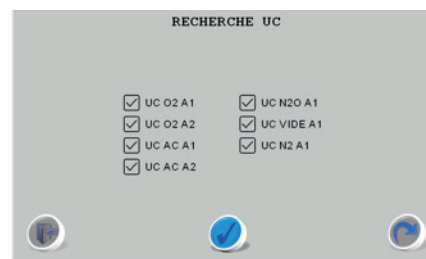 RECHERCHE UC
UC O2 A1
UC O2 A2
UC AC A1
UC AC A2
UC N2O A1
UC VIDE A1
UC N2 A1